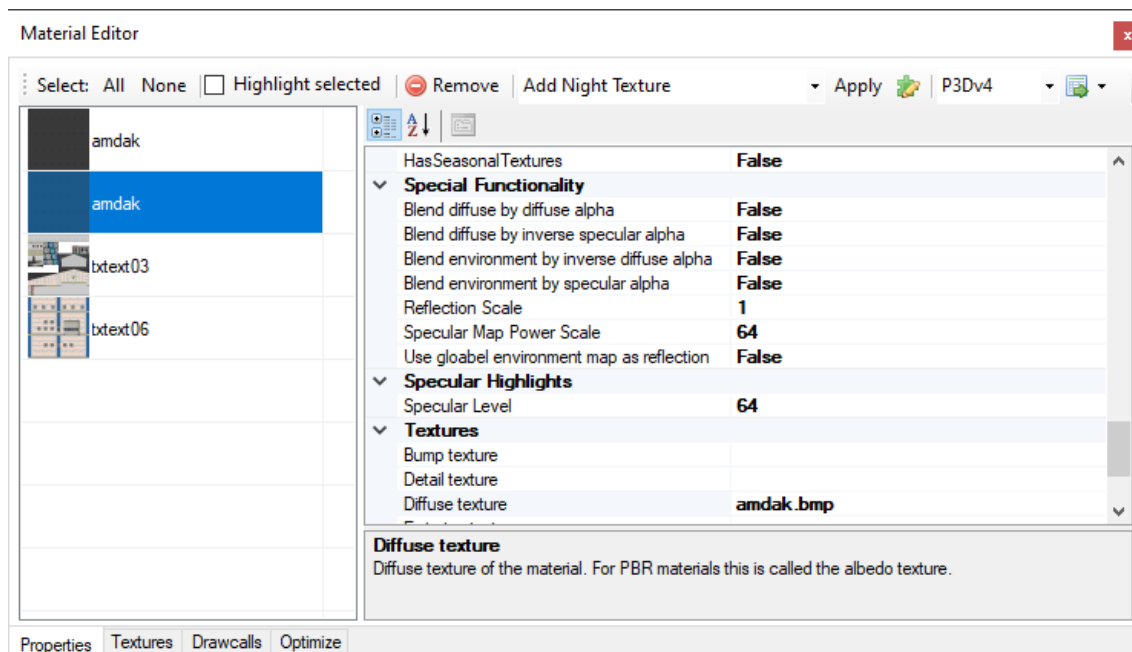 Material Editor
x
Select: All None Highlight selected Remove Add Night Texture Apply P3Dv4
amdak
amdak
txtext03
txtext06
HasSeasonalTextures False
Special Functionality
Blend diffuse by diffuse alpha False
Blend diffuse by inverse specular alpha False
Blend environment by inverse diffuse alpha False
Blend environment by specular alpha False
Reflection Scale 1
Specular Map Power Scale 64
Use gloabel environment map as reflection False
Specular Highlights
Specular Level 64
Textures
Bump texture
Detail texture
Diffuse texture amdak.bmp
Diffuse texture
Diffuse texture of the material. For PBR materials this is called the albedo texture.
Properties Textures Drawcalls Optimize